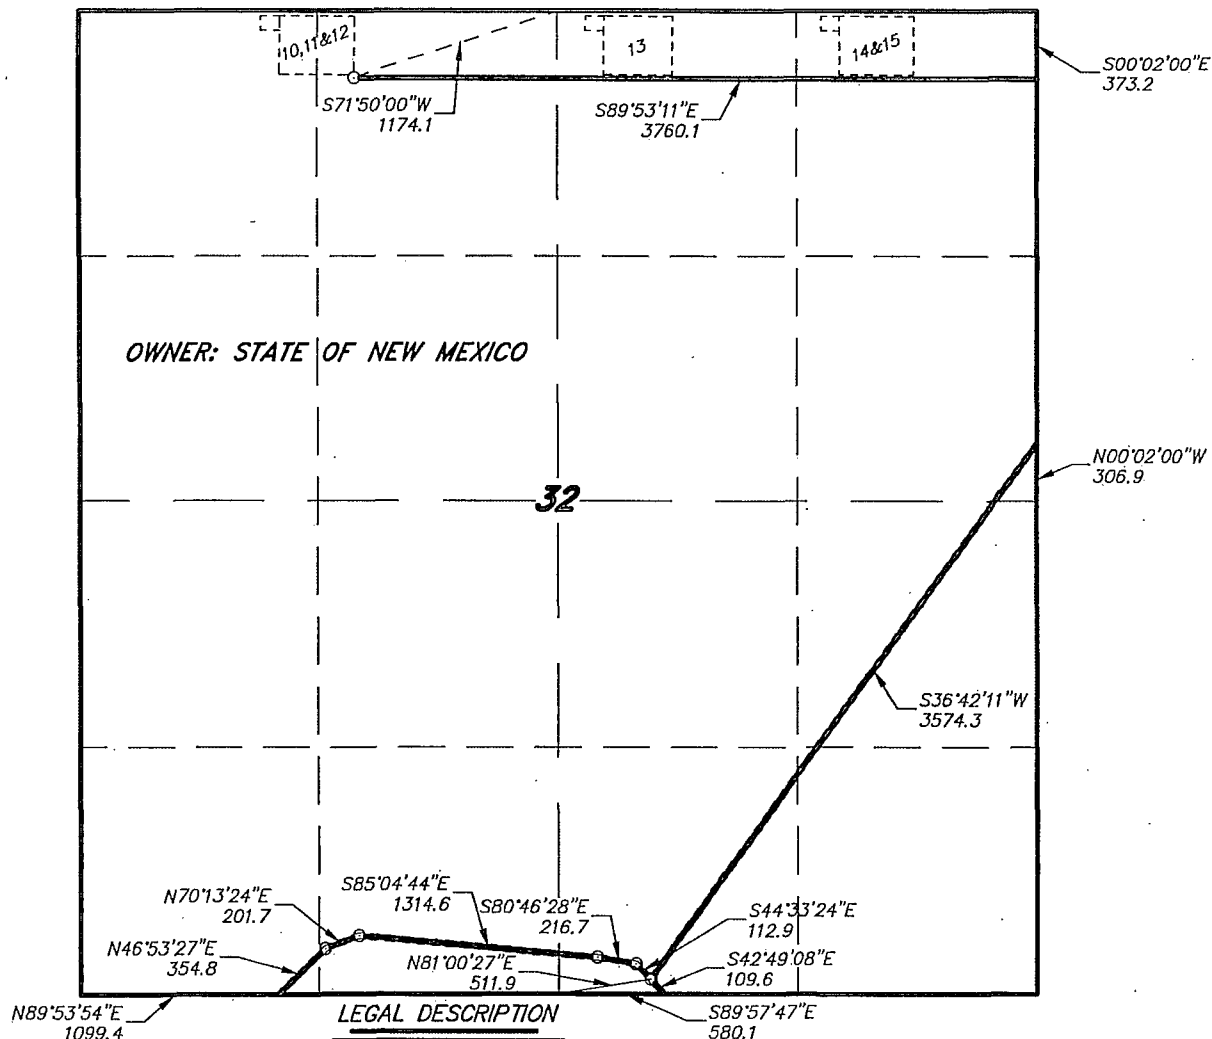 10,11&12
13
14&15
S00°02'00"E
373.2
S71°50'00"W
1174.1
S89°53'11"E
3760.1
OWNER: STATE OF NEW MEXICO
N00°02'00"W
306.9
32
S36°42'11"W
3574.3
N70°13'24"E
201.7
S85°04'44"E
1314.6
S80°46'28"E
216.7
S44°33'24"E
112.9
N46°53'27"E
354.8
N81°00'27"E
511.9
S42°49'08"E
109.6
N89°53'54"E
1099.4
LEGAL DESCRIPTION
S89°57'47"E
580.1